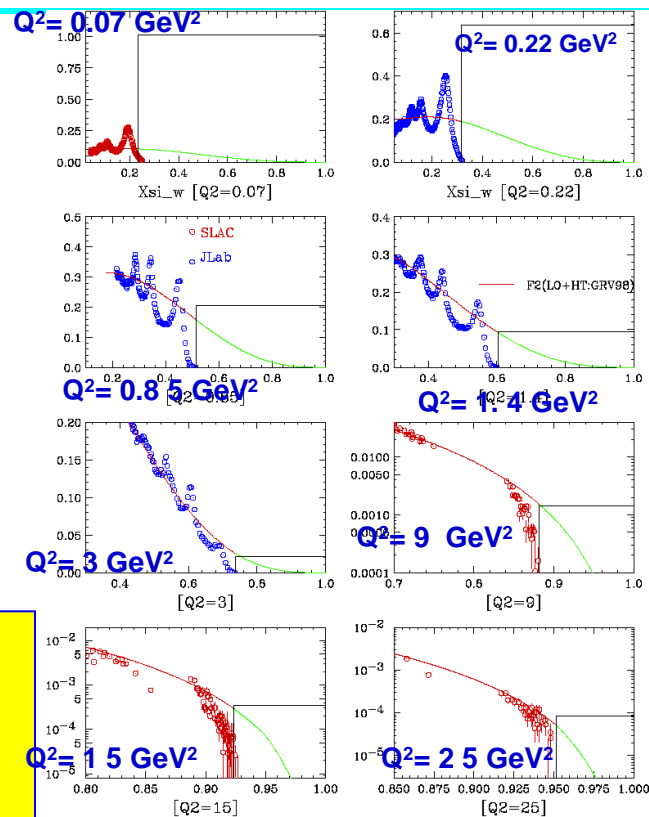 Q²= 0.07 GeV²
Q²= 0.22 GeV²
1.00
0.75
0.50
0.25
0.00
0.2 0.4 0.6 0.8 1.0
Xsi_w [Q2=0.07]
0.6
0.4
0.2
0.0
0.2 0.4 0.6 0.8 1.0
Xsi_w [Q2=0.22]
0.6
0.5
0.4
0.3
0.2
0.1
0.0
SLAC
JLab
0.2 0.4 0.6 0.8 1.0
Q²= 0.8 5 GeV²
0.4
0.3
0.2
0.1
0.0
F2(LO+HT:GRV98)
0.4 0.6 0.8 1.0
Q²= 1. 4 GeV²
0.20
0.15
0.10
0.05
0.00
Q²= 3 GeV²
0.4 0.6 0.8 1.0
[Q2=3]
0.0100
0.0050
0.0010
0.0001
Q²= 9 GeV²
0.7 0.8 0.9 1.0
[Q2=9]
10⁻²
5
10⁻³
5
10⁻⁴
5
Q²= 1 5 GeV²
0.80 0.85 0.90 0.95 1.00
[Q2=15]
10⁻²
10⁻³
10⁻⁴
10⁻⁵
Q²= 2 5 GeV²
0.850 0.875 0.900 0.925 0.950 0.975 1.000
[Q2=25]